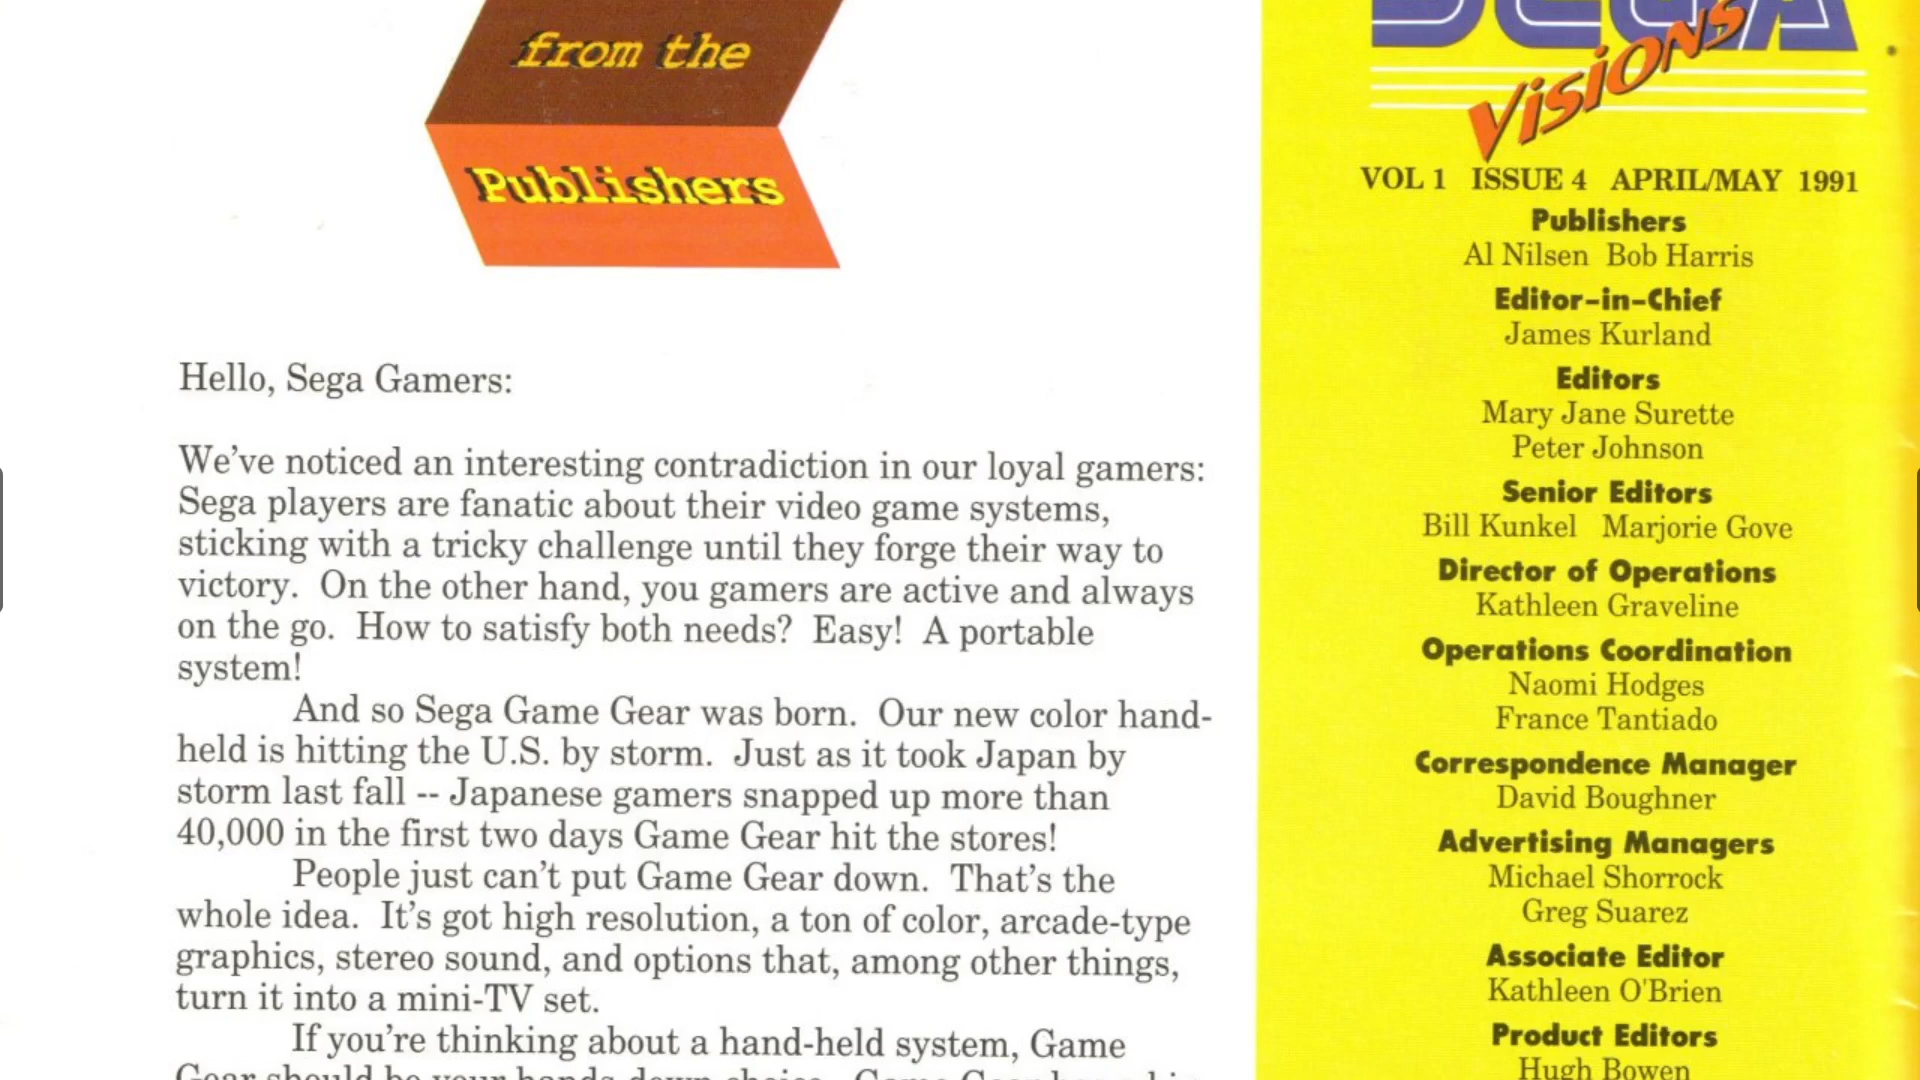 from the
Publishers
Hello, Sega Gamers:
We've noticed an interesting contradiction in our loyal gamers:
Sega players are fanatic about their video game systems,
sticking with a tricky challenge until they forge their way to
victory. On the other hand, you gamers are active and always
on the go. How to satisfy both needs? Easy! A portable
system!
And so Sega Game Gear was born. Our new color hand-
held is hitting the U.S. by storm. Just as it took Japan by
storm last fall -- Japanese gamers snapped up more than
40,000 in the first two days Game Gear hit the stores!
People just can't put Game Gear down. That's the
whole idea. It's got high resolution, a ton of color, arcade-type
graphics, stereo sound, and options that, among other things,
turn it into a mini-TV set.
If you're thinking about a hand-held system, Game
Gear should be your hands-down choice. Game Gear
SEGA
Visions
VOL 1 ISSUE 4 APRIL/MAY 1991
Publishers
Al Nilsen Bob Harris
Editor-in-Chief
James Kurland
Editors
Mary Jane Surette
Peter Johnson
Senior Editors
Bill Kunkel Marjorie Gove
Director of Operations
Kathleen Graveline
Operations Coordination
Naomi Hodges
France Tantiado
Correspondence Manager
David Boughner
Advertising Managers
Michael Shorrock
Greg Suarez
Associate Editor
Kathleen O'Brien
Product Editors
Hugh Bowen